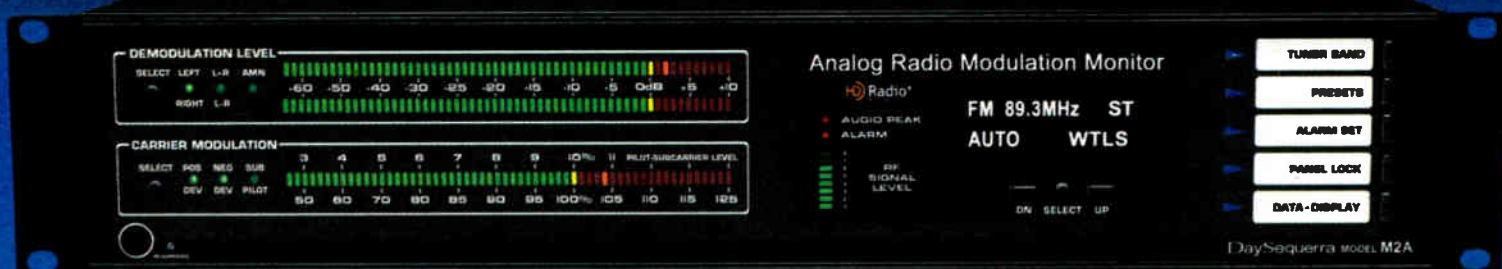 DEMODULATION LEVEL
SELECT LEFT L-R AMN
RIGHT L-R
-60 -50 -40 -30 -25 -20 -15 -10 -5 0dB +5 +10
CARRIER MODULATION
3 4 5 6 7 8 9 10% 11 PILOT-SUBCARRIER LEVEL
SELECT POS NEG SUB
DEV DEV PILOT
50 60 70 80 85 90 95 100% 105 110 115 125
Analog Radio Modulation Monitor
HD Radio
FM 89.3MHz ST
AUTO WTLS
AUDIO PEAK
ALARM
RF
SIGNAL
LEVEL
DN SELECT UP
TUNER BAND
PRESETS
ALARM SET
PANEL LOCK
DATA-DISPLAY
DaySequerra MODEL M2A